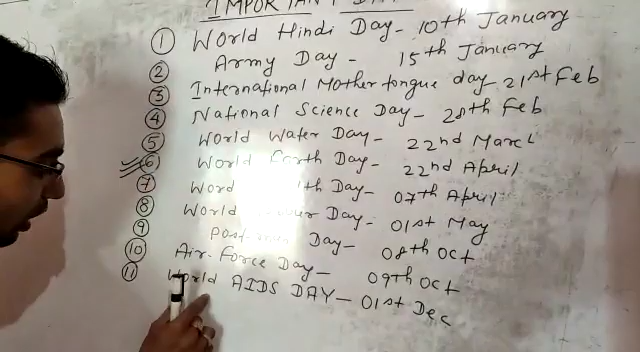 IMPORTANT
① World Hindi Day- 10th January
② Army Day - 15th January
③ International Mother tongue day- 21st Feb
④ National Science Day- 28th Feb
⑤ World Water Day- 22nd March
⑥ World Earth Day- 22nd April
⑦ Word Day- 07th April
⑧ World Day- 01st May
⑨ Day- 08th Oct
⑩ Air-Force Day- 09th Oct
⑪ World AIDS DAY- 01st Dec